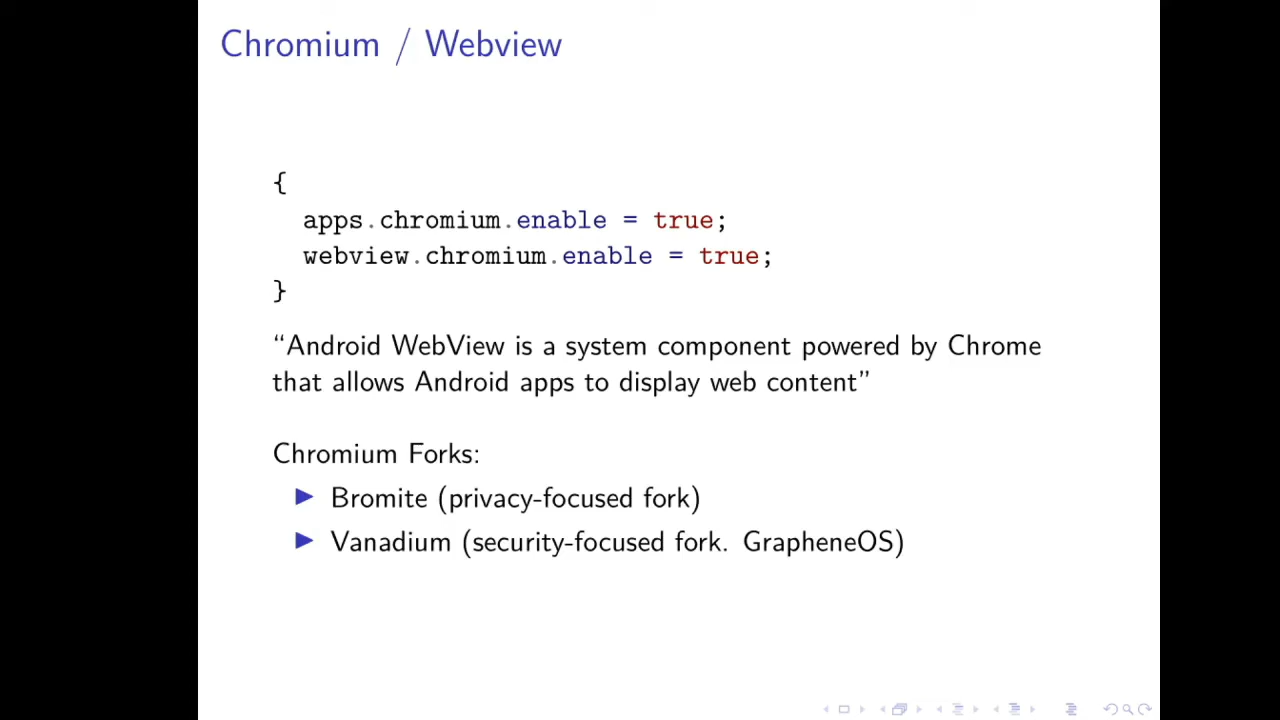 Chromium / Webview
{
apps.chromium.enable = true;
webview.chromium.enable = true;
}
“Android WebView is a system component powered by Chrome
that allows Android apps to display web content”
Chromium Forks:
Bromite (privacy-focused fork)
Vanadium (security-focused fork. GrapheneOS)